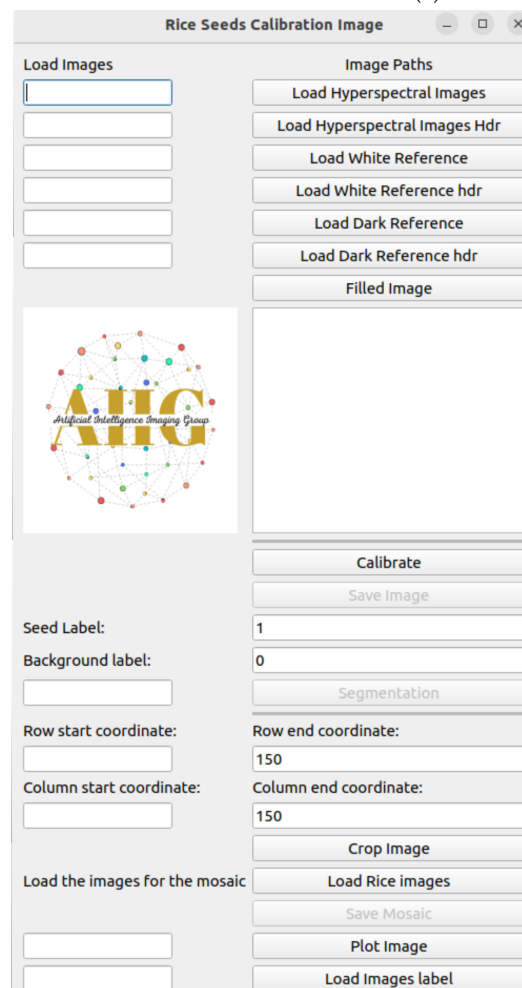 Rice Seeds Calibration Image
Load Images Image Paths
Load Hyperspectral Images
Load Hyperspectral Images Hdr
Load White Reference
Load White Reference hdr
Load Dark Reference
Load Dark Reference hdr
Filled Image
AIIG
Artificial Intelligence Imaging Group
Calibrate
Save Image
Seed Label: 1
Background label: 0
Segmentation
Row start coordinate: Row end coordinate:
150
Column start coordinate: Column end coordinate:
150
Crop Image
Load the images for the mosaic Load Rice images
Save Mosaic
Plot Image
Load Images label